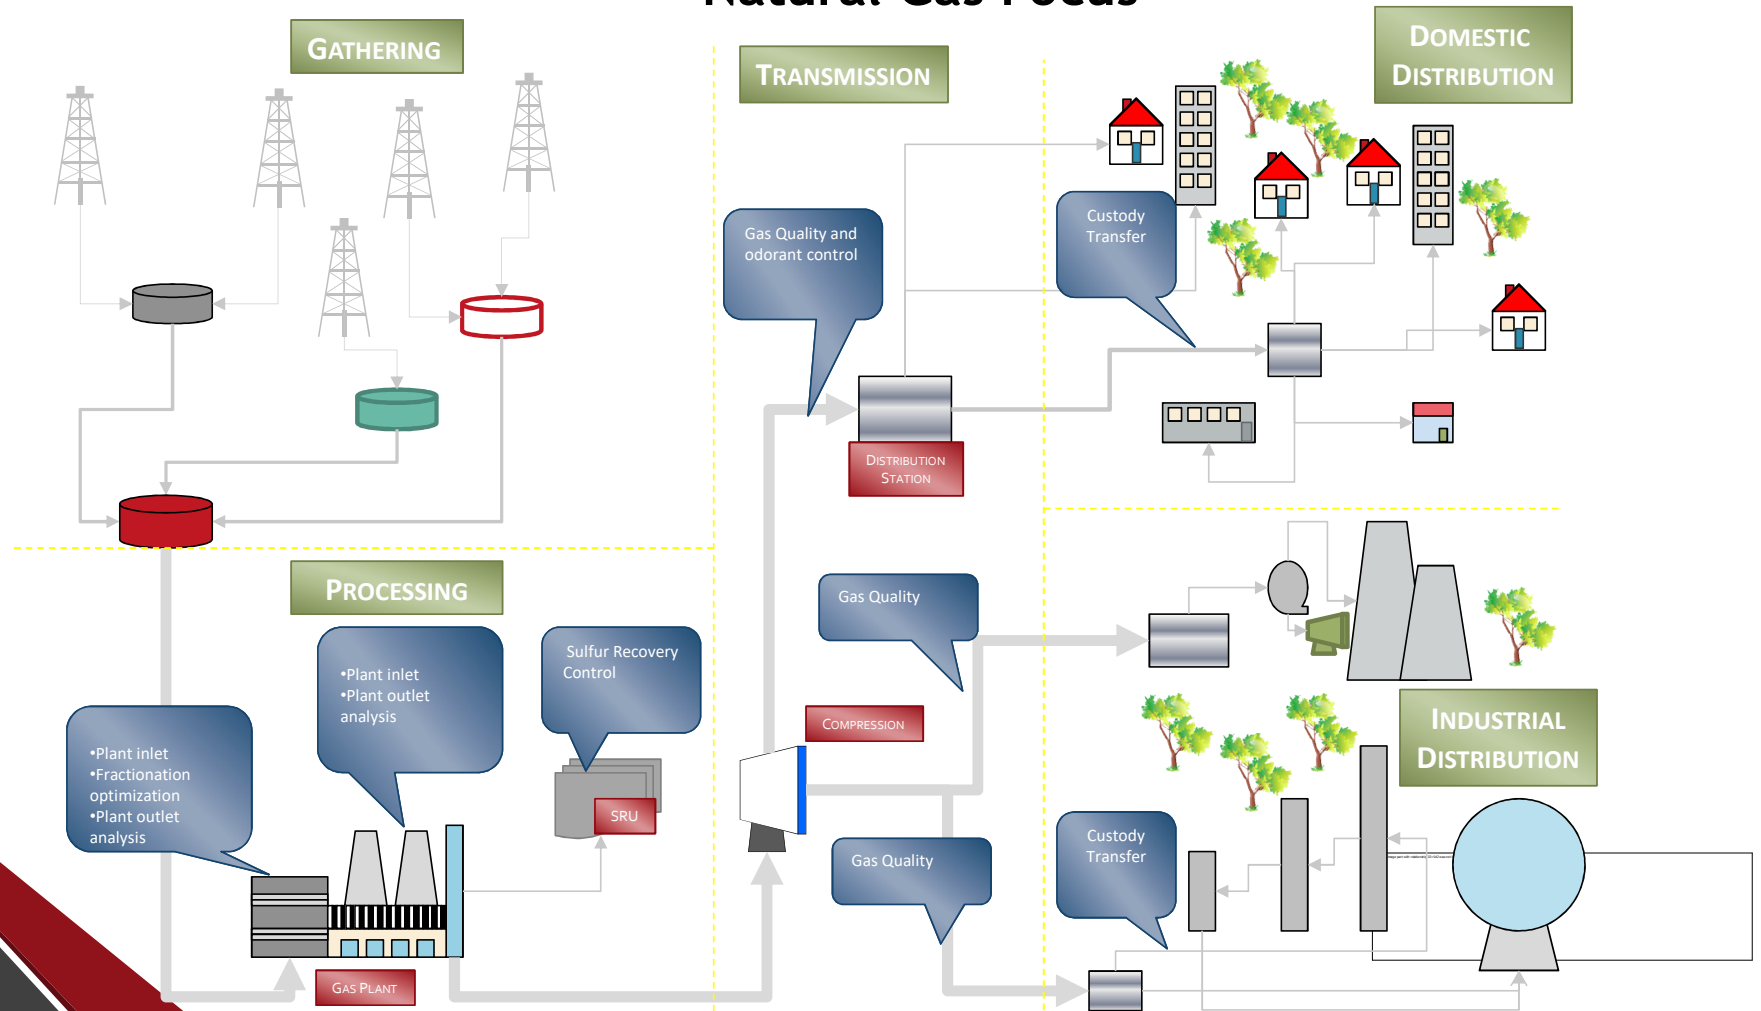 Natural Gas Focus
GATHERING
TRANSMISSION
DOMESTIC
DISTRIBUTION
Gas Quality and
odorant control
Custody
Transfer
DISTRIBUTION
STATION
PROCESSING
Gas Quality
•Plant inlet
•Plant outlet
analysis
Sulfur Recovery
Control
•Plant inlet
•Fractionation
optimization
•Plant outlet
analysis
SRU
COMPRESSION
INDUSTRIAL
DISTRIBUTION
Gas Quality
Custody
Transfer
GAS PLANT